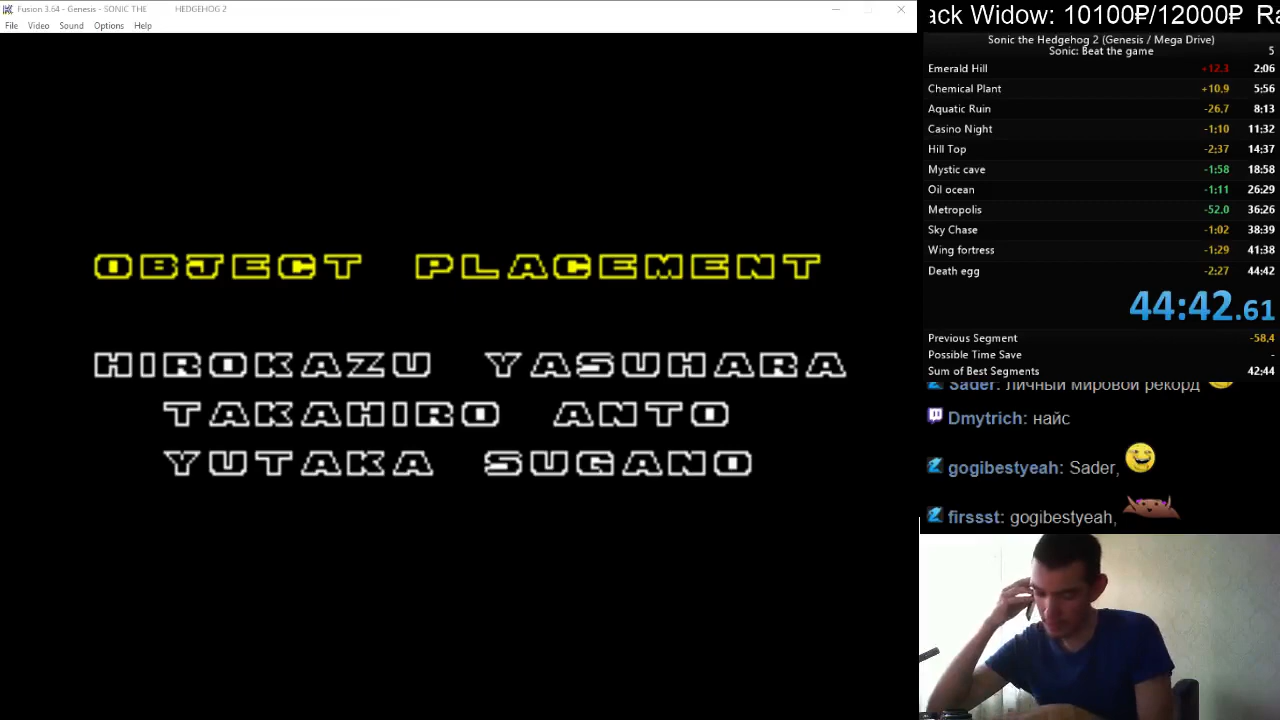 Fusion 3.64 - Genesis - SONIC THE HEDGEHOG 2
File Video Sound Options Help
OBJECT PLACEMENT
HIROKAZU YASUHARA
TAKAHIRO ANTO
YUTAKA SUGANO
ack Widow: 10100₽/12000₽
Sonic the Hedgehog 2 (Genesis / Mega Drive)
Sonic: Beat the game 5
Emerald Hill +12.3 2:06
Chemical Plant +10.9 5:56
Aquatic Ruin -26.7 8:13
Casino Night -1:10 11:32
Hill Top -2:37 14:37
Mystic cave -1:58 18:58
Oil ocean -1:11 26:29
Metropolis -52.0 36:26
Sky Chase -1:02 38:39
Wing fortress -1:29 41:38
Death egg -2:27 44:42
44:42.61
Previous Segment -58.4
Possible Time Save -
Sum of Best Segments 42:44
Sader: личный мировой рекорд
Dmytrich: найс
gogibestyeah: Sader,
firssst: gogibestyeah,